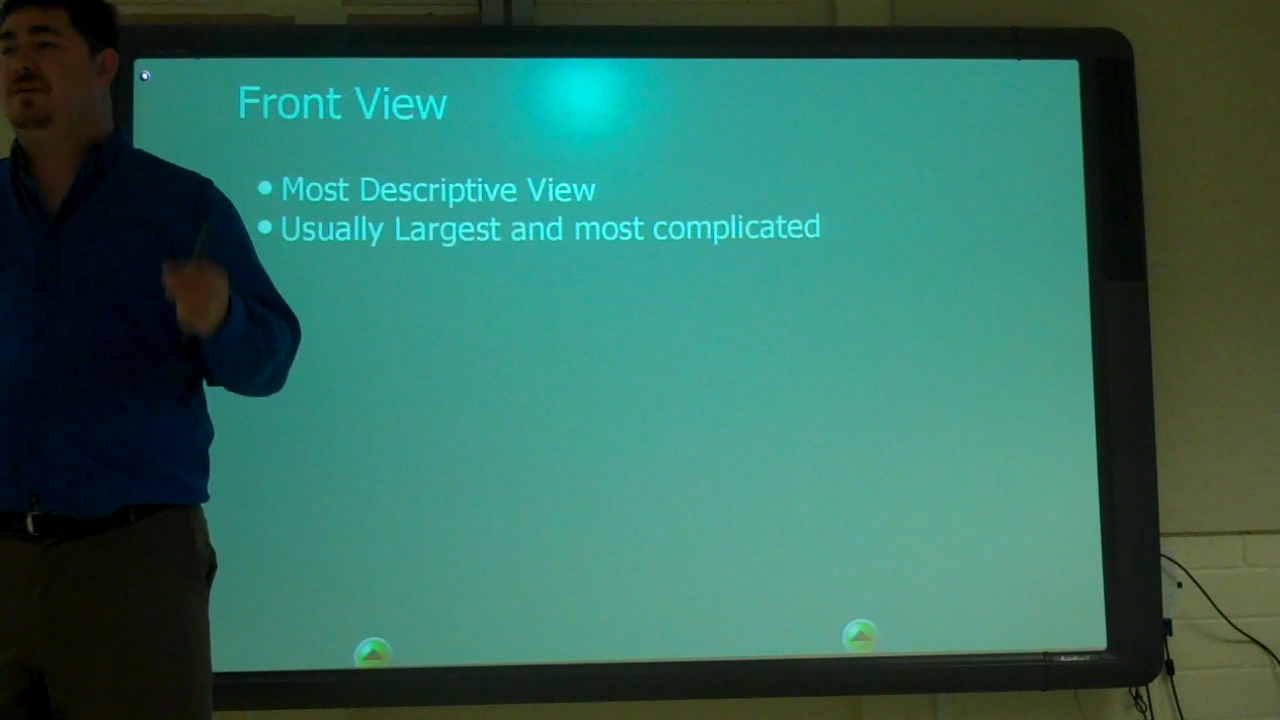 Front View
Most Descriptive View
Usually Largest and most complicated